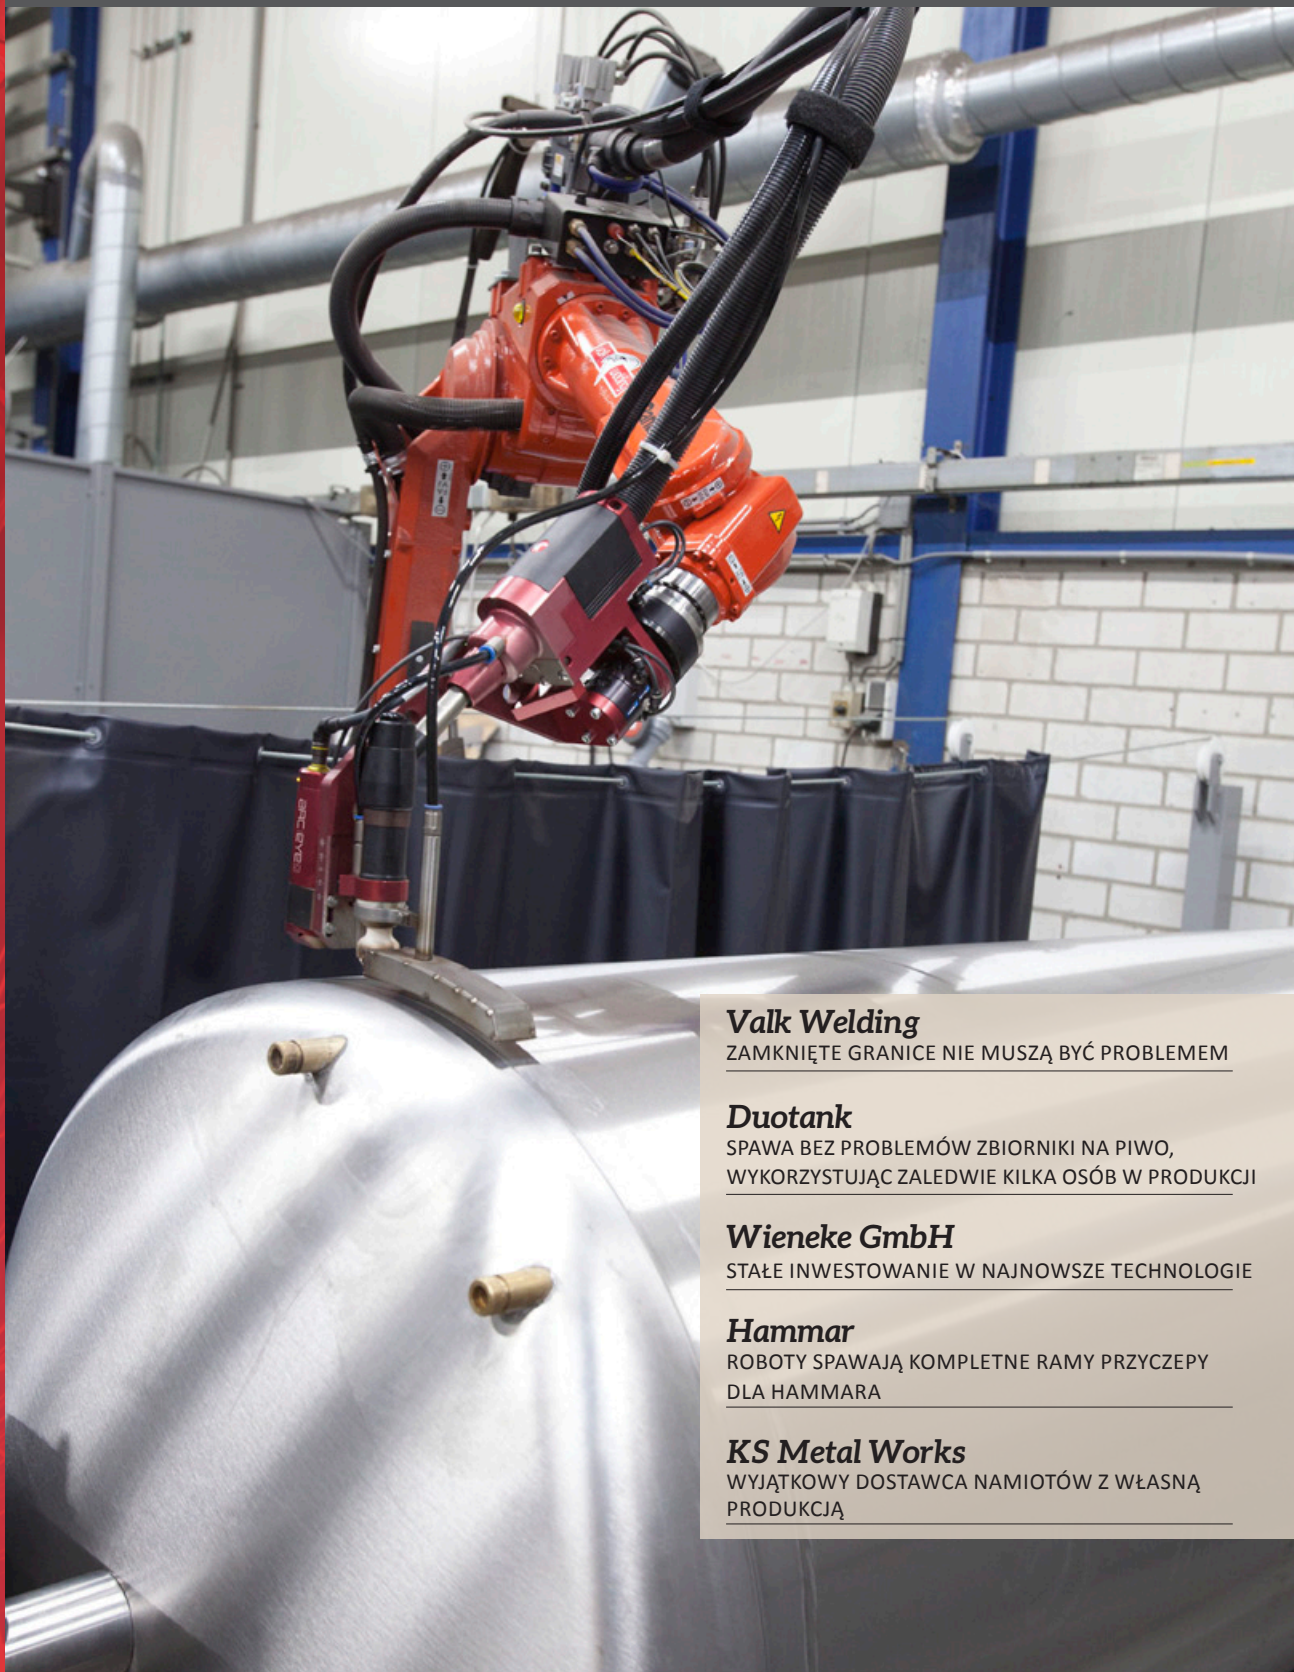 arc eye
Valk Welding
ZAMKNIĘTE GRANICE NIE MUSZĄ BYĆ PROBLEMEM
Duotank
SPAWA BEZ PROBLEMÓW ZBIORNIKI NA PIWO,
WYKORZYSTUJĄC ZALEDWIE KILKA OSÓB W PRODUKCJI
Wieneke GmbH
STAŁE INWESTOWANIE W NAJNOWSZE TECHNOLOGIE
Hammar
ROBOTY SPAWAJĄ KOMPLETNE RAMY PRZYCZEPY
DLA HAMMARA
KS Metal Works
WYJĄTKOWY DOSTAWCA NAMIOTÓW Z WŁASNĄ
PRODUKCJĄ